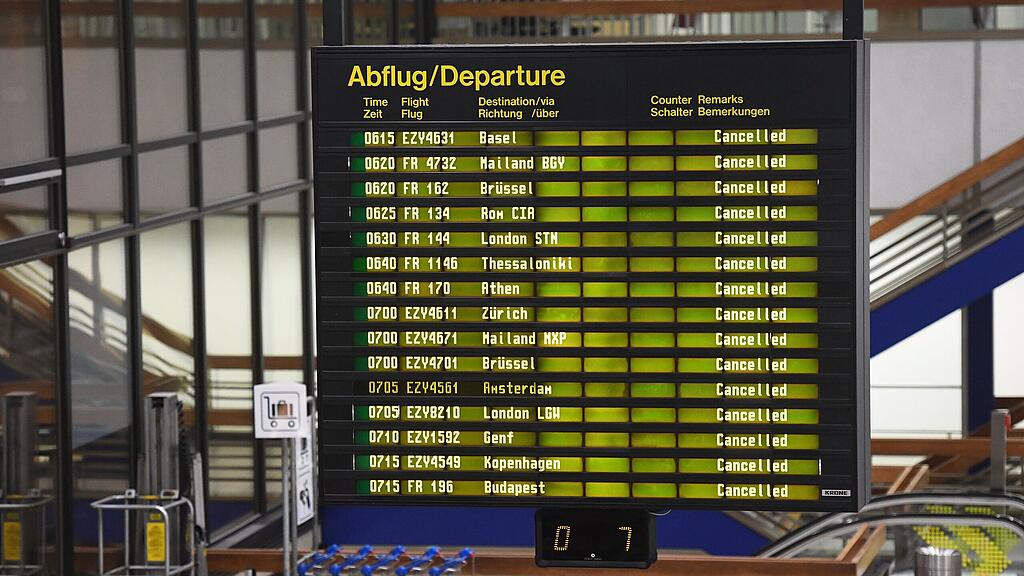 Abflug/Departure
Time Flight Destination/via Counter Remarks
Zeit Flug Richtung /über Schalter Bemerkungen
0615 EZY4631 Basel Cancelled
0620 FR 4732 Mailand BGY Cancelled
0620 FR 162 Brüssel Cancelled
0625 FR 134 Rom CIA Cancelled
0630 FR 144 London STN Cancelled
0640 FR 1146 Thessaloniki Cancelled
0640 FR 170 Athen Cancelled
0700 EZY4611 Zürich Cancelled
0700 EZY4671 Mailand MXP Cancelled
0700 EZY4701 Brüssel Cancelled
0705 EZY4561 Amsterdam Cancelled
0705 EZY8210 London LGW Cancelled
0710 EZY1592 Genf Cancelled
0715 EZY4549 Kopenhagen Cancelled
0715 FR 196 Budapest Cancelled
KRONE
0 7